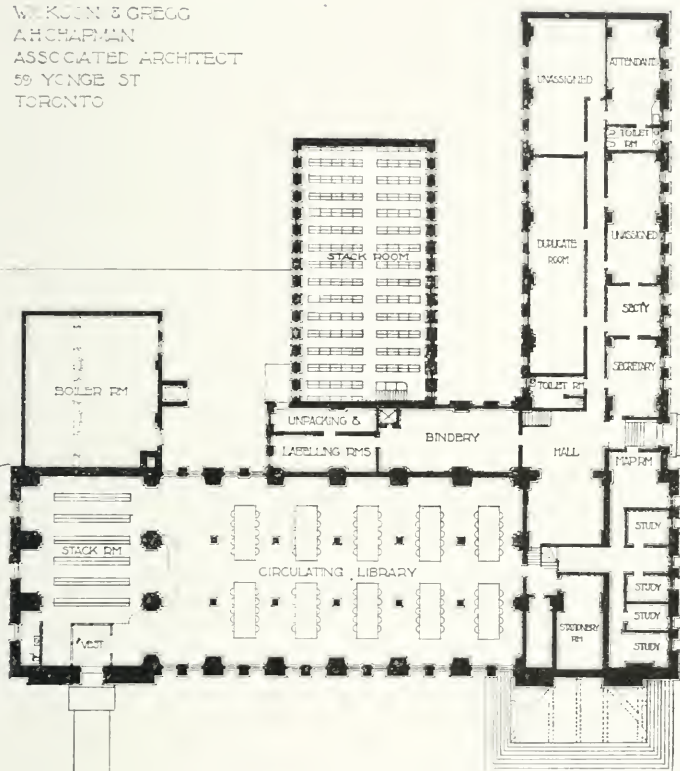 WICKSON & GREGG
A H CHAPMAN
ASSOCIATED ARCHITECT
59 YONGE ST
TORONTO
UNASSIGNED
ATTENDANT
TOILET
RM
STACK ROOM
DUPLICATE
ROOM
UNASSIGNED
SECTY
SECRETARY
BOILER RM
TOILET RM
UNPACKING &
LABELLING RMS
BINDERY
HALL
MAP RM
STUDY
STACK RM
CIRCULATING LIBRARY
STUDY
STUDY
VEST
STATIONERY
RM
STUDY